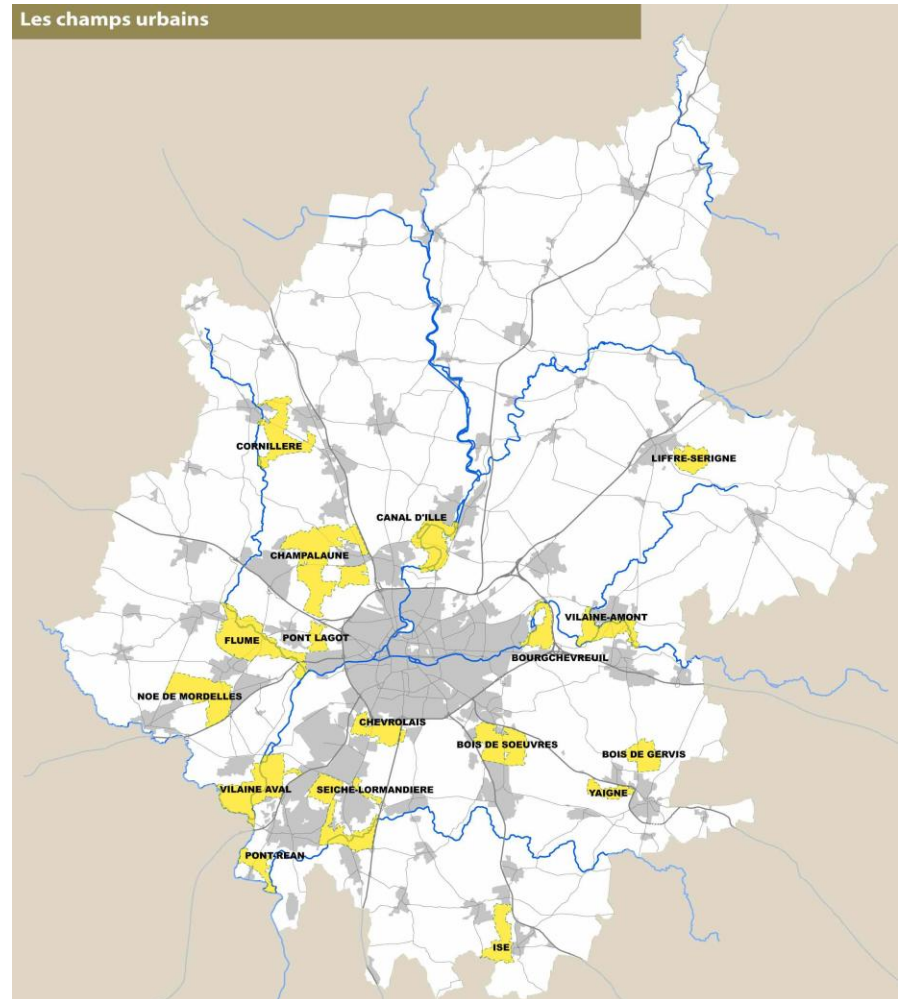 Les champs urbains
CORNILLERE
LIFFRE-SERIGNE
CANAL D'ILLE
CHAMPALAUNE
VILAINE-AMONT
FLUME
PONT LAGOT
BOURGCHEVREUIL
NOE DE MORDELLES
CHEVROLAIS
BOIS DE SOEUVRES
BOIS DE GERVIS
VILAINE AVAL
SEICHE-LORMANDIERE
YAIGNE
PONT-REAN
ISE